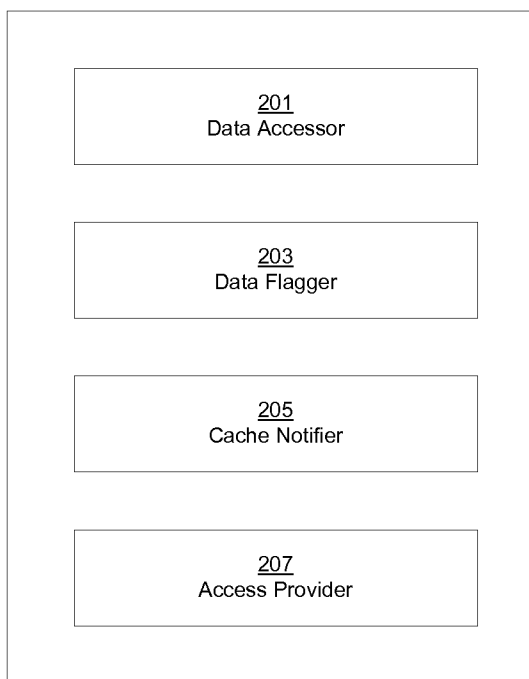 201
Data Accessor
203
Data Flagger
205
Cache Notifier
207
Access Provider